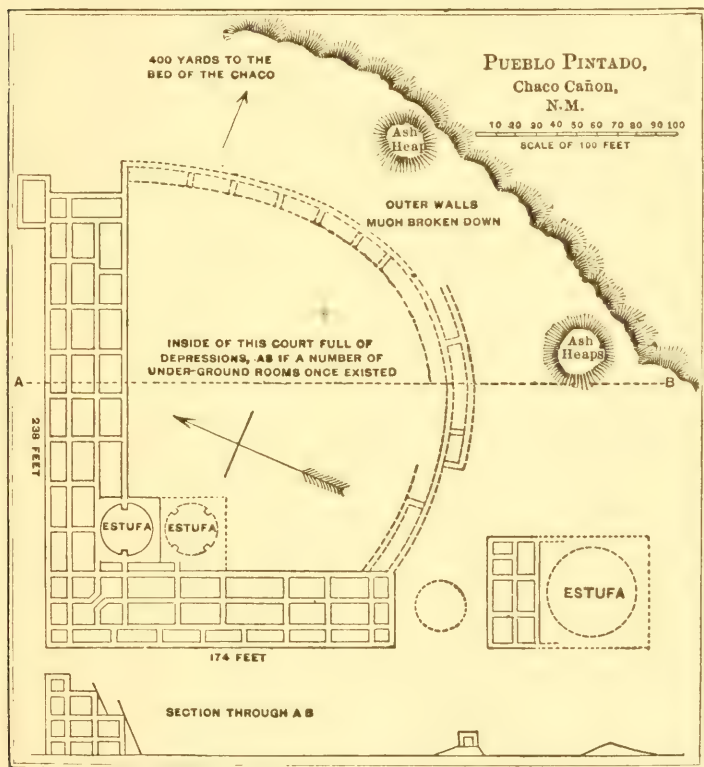 400 YARDS TO THE
BED OF THE CHACO
PUEBLO PINTADO,
Chaco Cañon,
N.M.
10 20 30 40 50 60 70 80 90 100
SCALE OF 100 FEET
Ash
Heap
OUTER WALLS
MUCH BROKEN DOWN
INSIDE OF THIS COURT FULL OF
DEPRESSIONS, AS IF A NUMBER OF
UNDER-GROUND ROOMS ONCE EXISTED
Ash
Heaps
A
B
238 FEET
ESTUFA
ESTUFA
ESTUFA
174 FEET
SECTION THROUGH A B